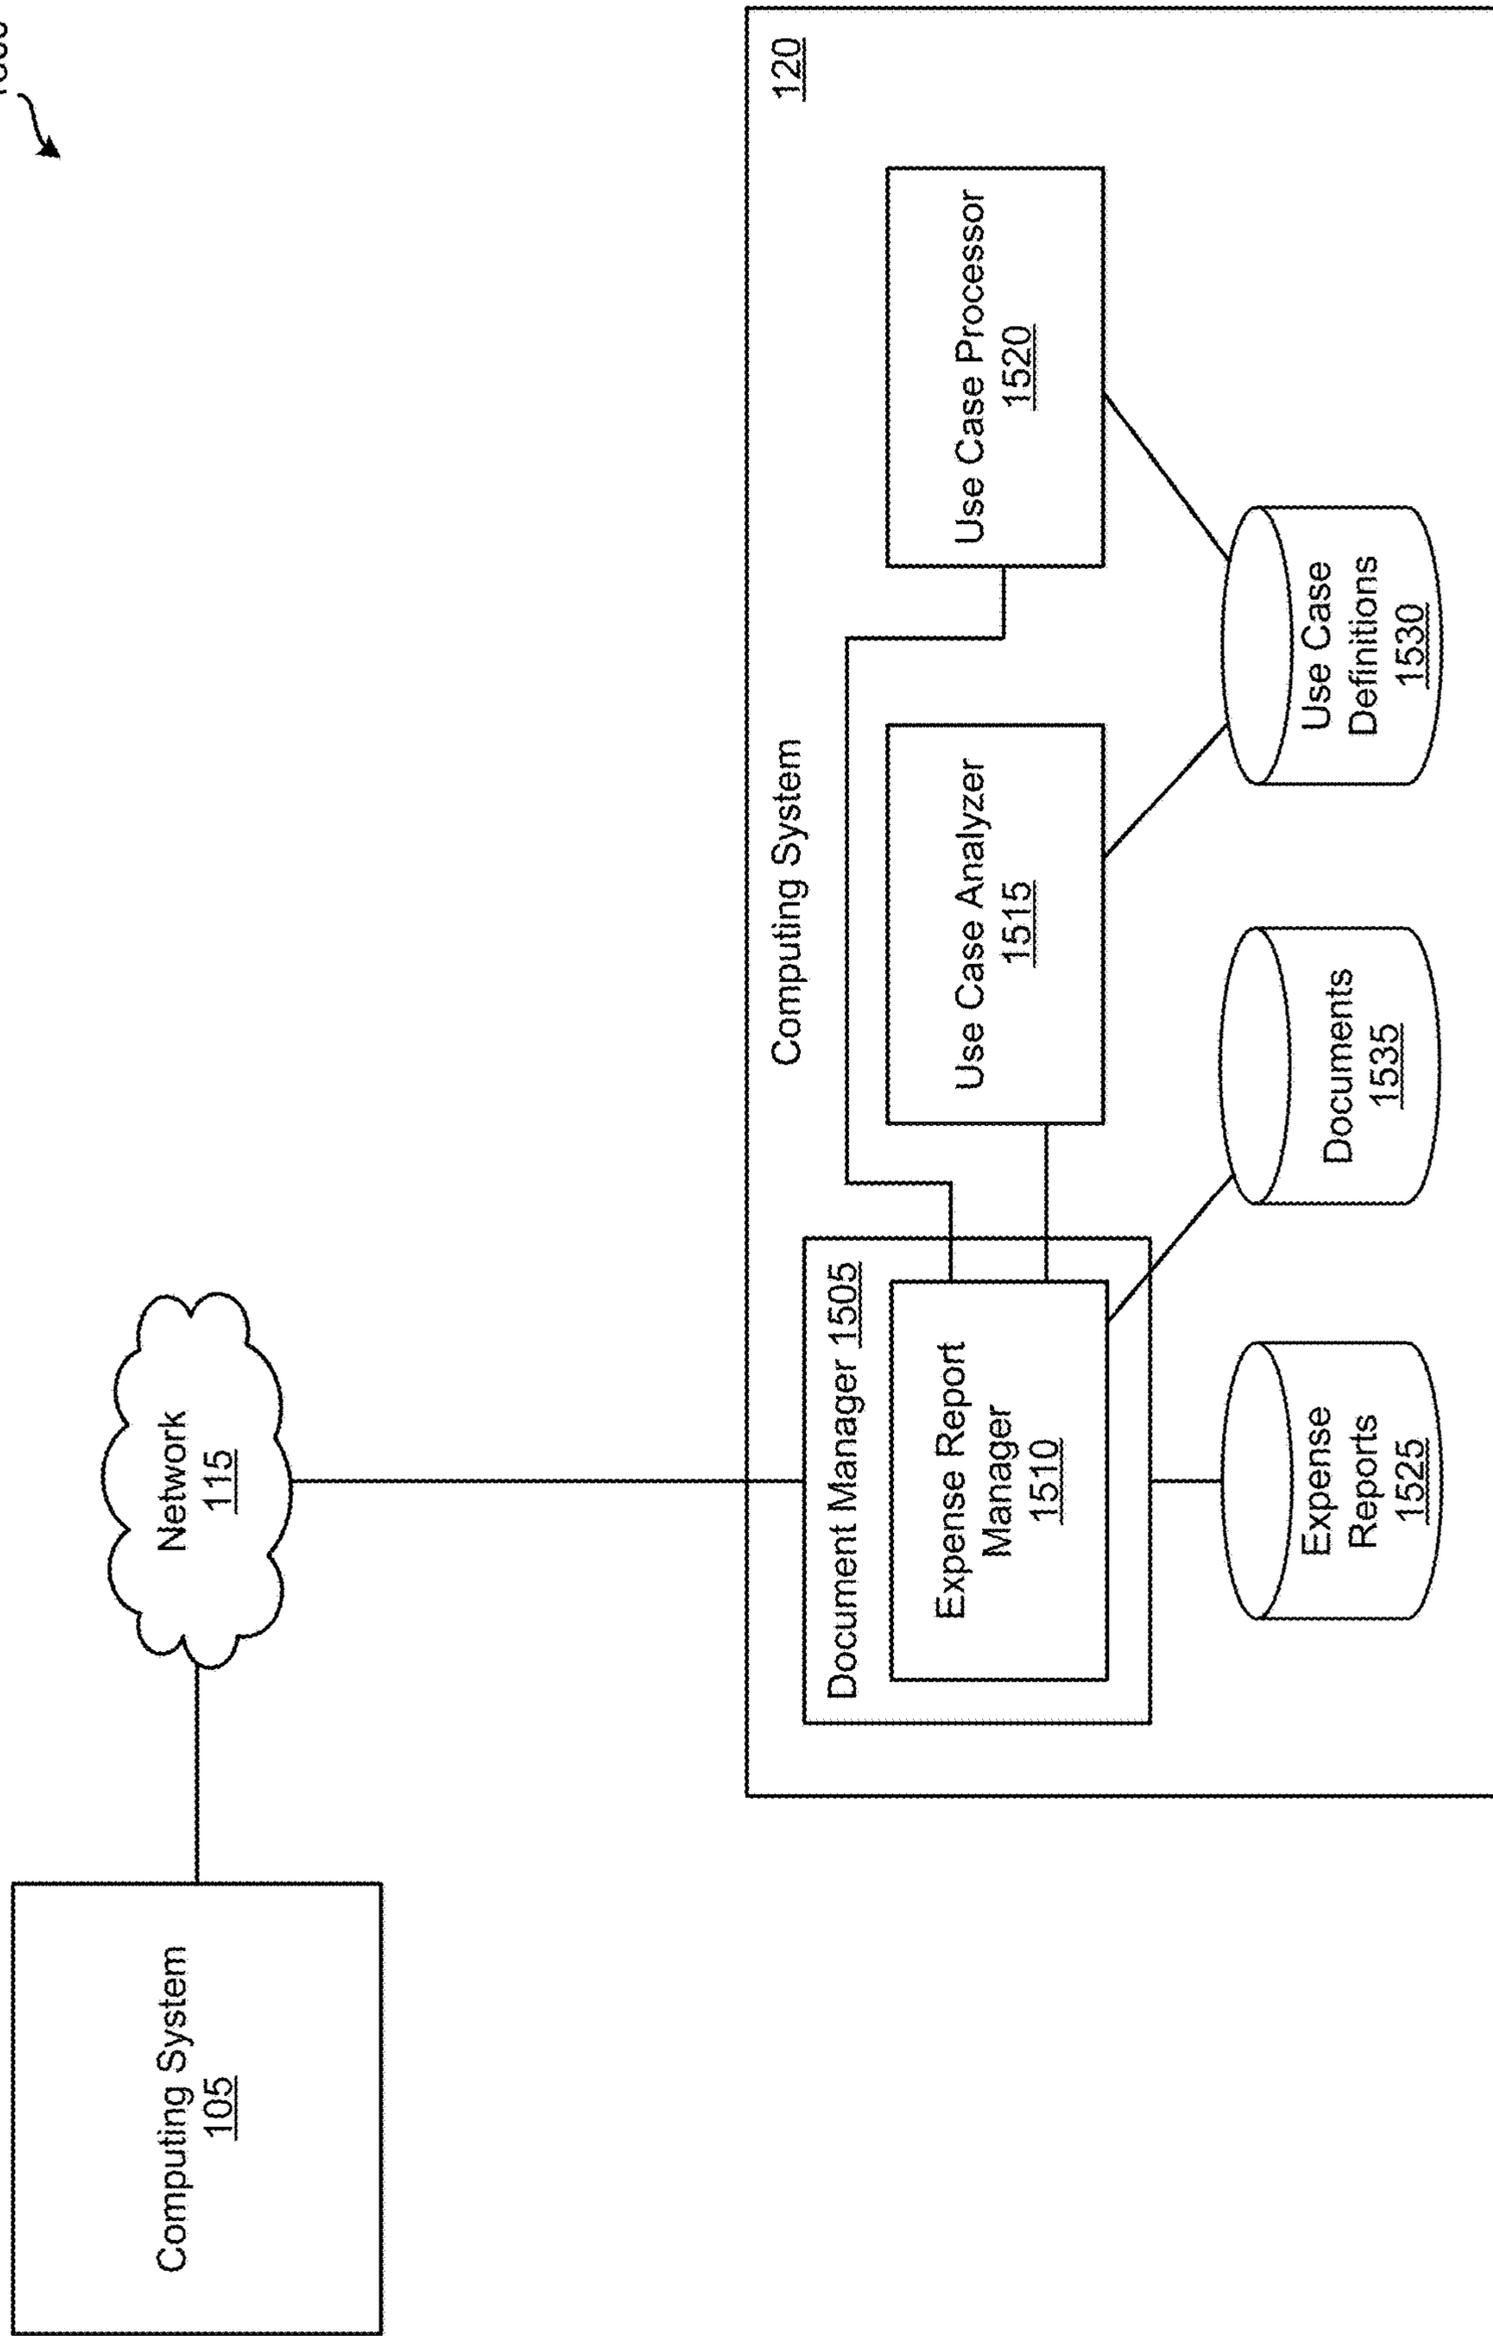 Computing System
105
Network
115
Computing System
120
Document Manager 1505
Expense Report
Manager
1510
Use Case Analyzer
1515
Use Case Processor
1520
Expense
Reports
1525
Documents
1535
Use Case
Definitions
1530